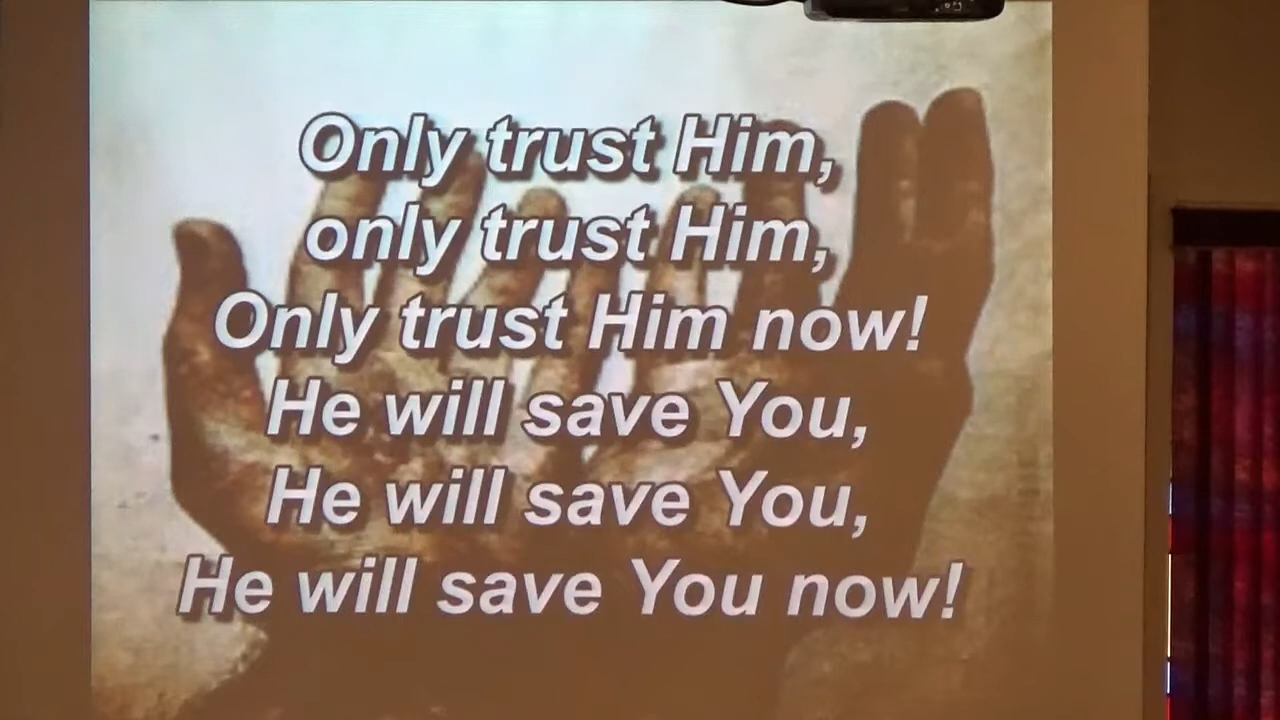 Only trust Him,
only trust Him,
Only trust Him now!
He will save You,
He will save You,
He will save You now!